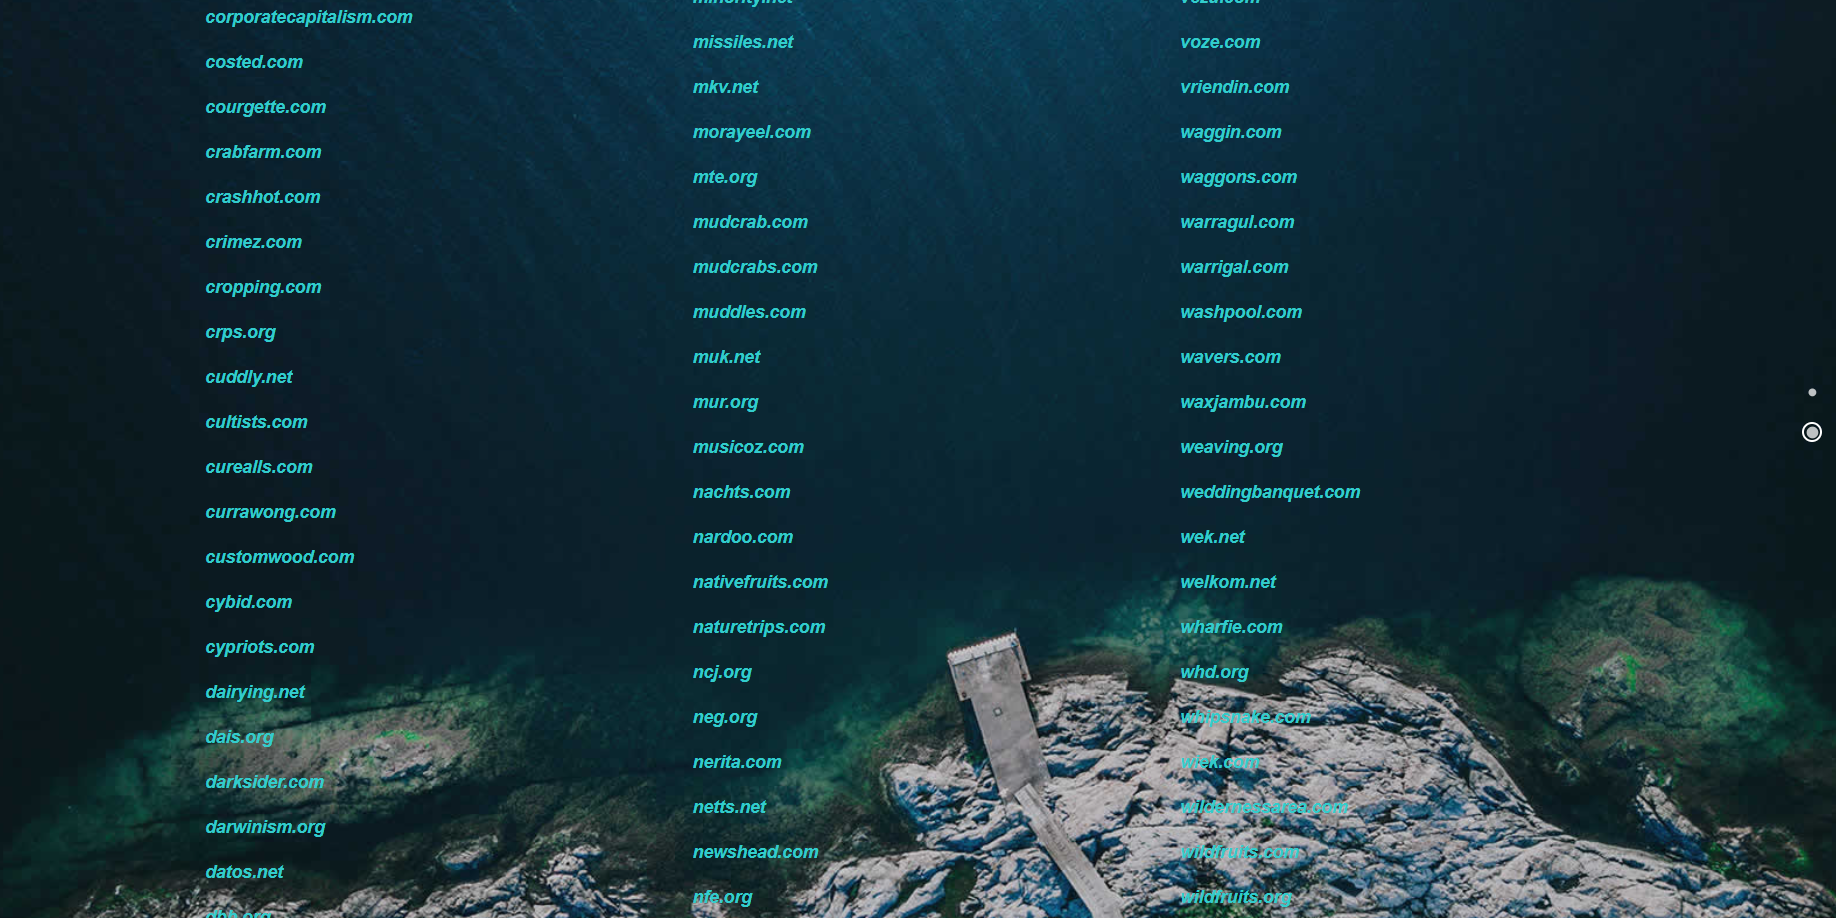 corporatecapitalism.com
costed.com
courgette.com
crabfarm.com
crashhot.com
crimez.com
cropping.com
crps.org
cuddly.net
cultists.com
curealls.com
currawong.com
customwood.com
cybid.com
cypriots.com
dairying.net
dais.org
darksider.com
darwinism.org
datos.net
missiles.net
mkv.net
morayeel.com
mte.org
mudcrab.com
mudcrabs.com
muddles.com
muk.net
mur.org
musicoz.com
nachts.com
nardoo.com
nativefruits.com
naturetrips.com
ncj.org
neg.org
nerita.com
netts.net
newshead.com
nfe.org
voze.com
vriendin.com
waggin.com
waggons.com
warragul.com
warrigal.com
washpool.com
wavers.com
waxjambu.com
weaving.org
weddingbanquet.com
wek.net
welkom.net
wharfie.com
whd.org
whipsnake.com
wiek.com
wildernessarea.com
wildfruits.com
wildfruits.org